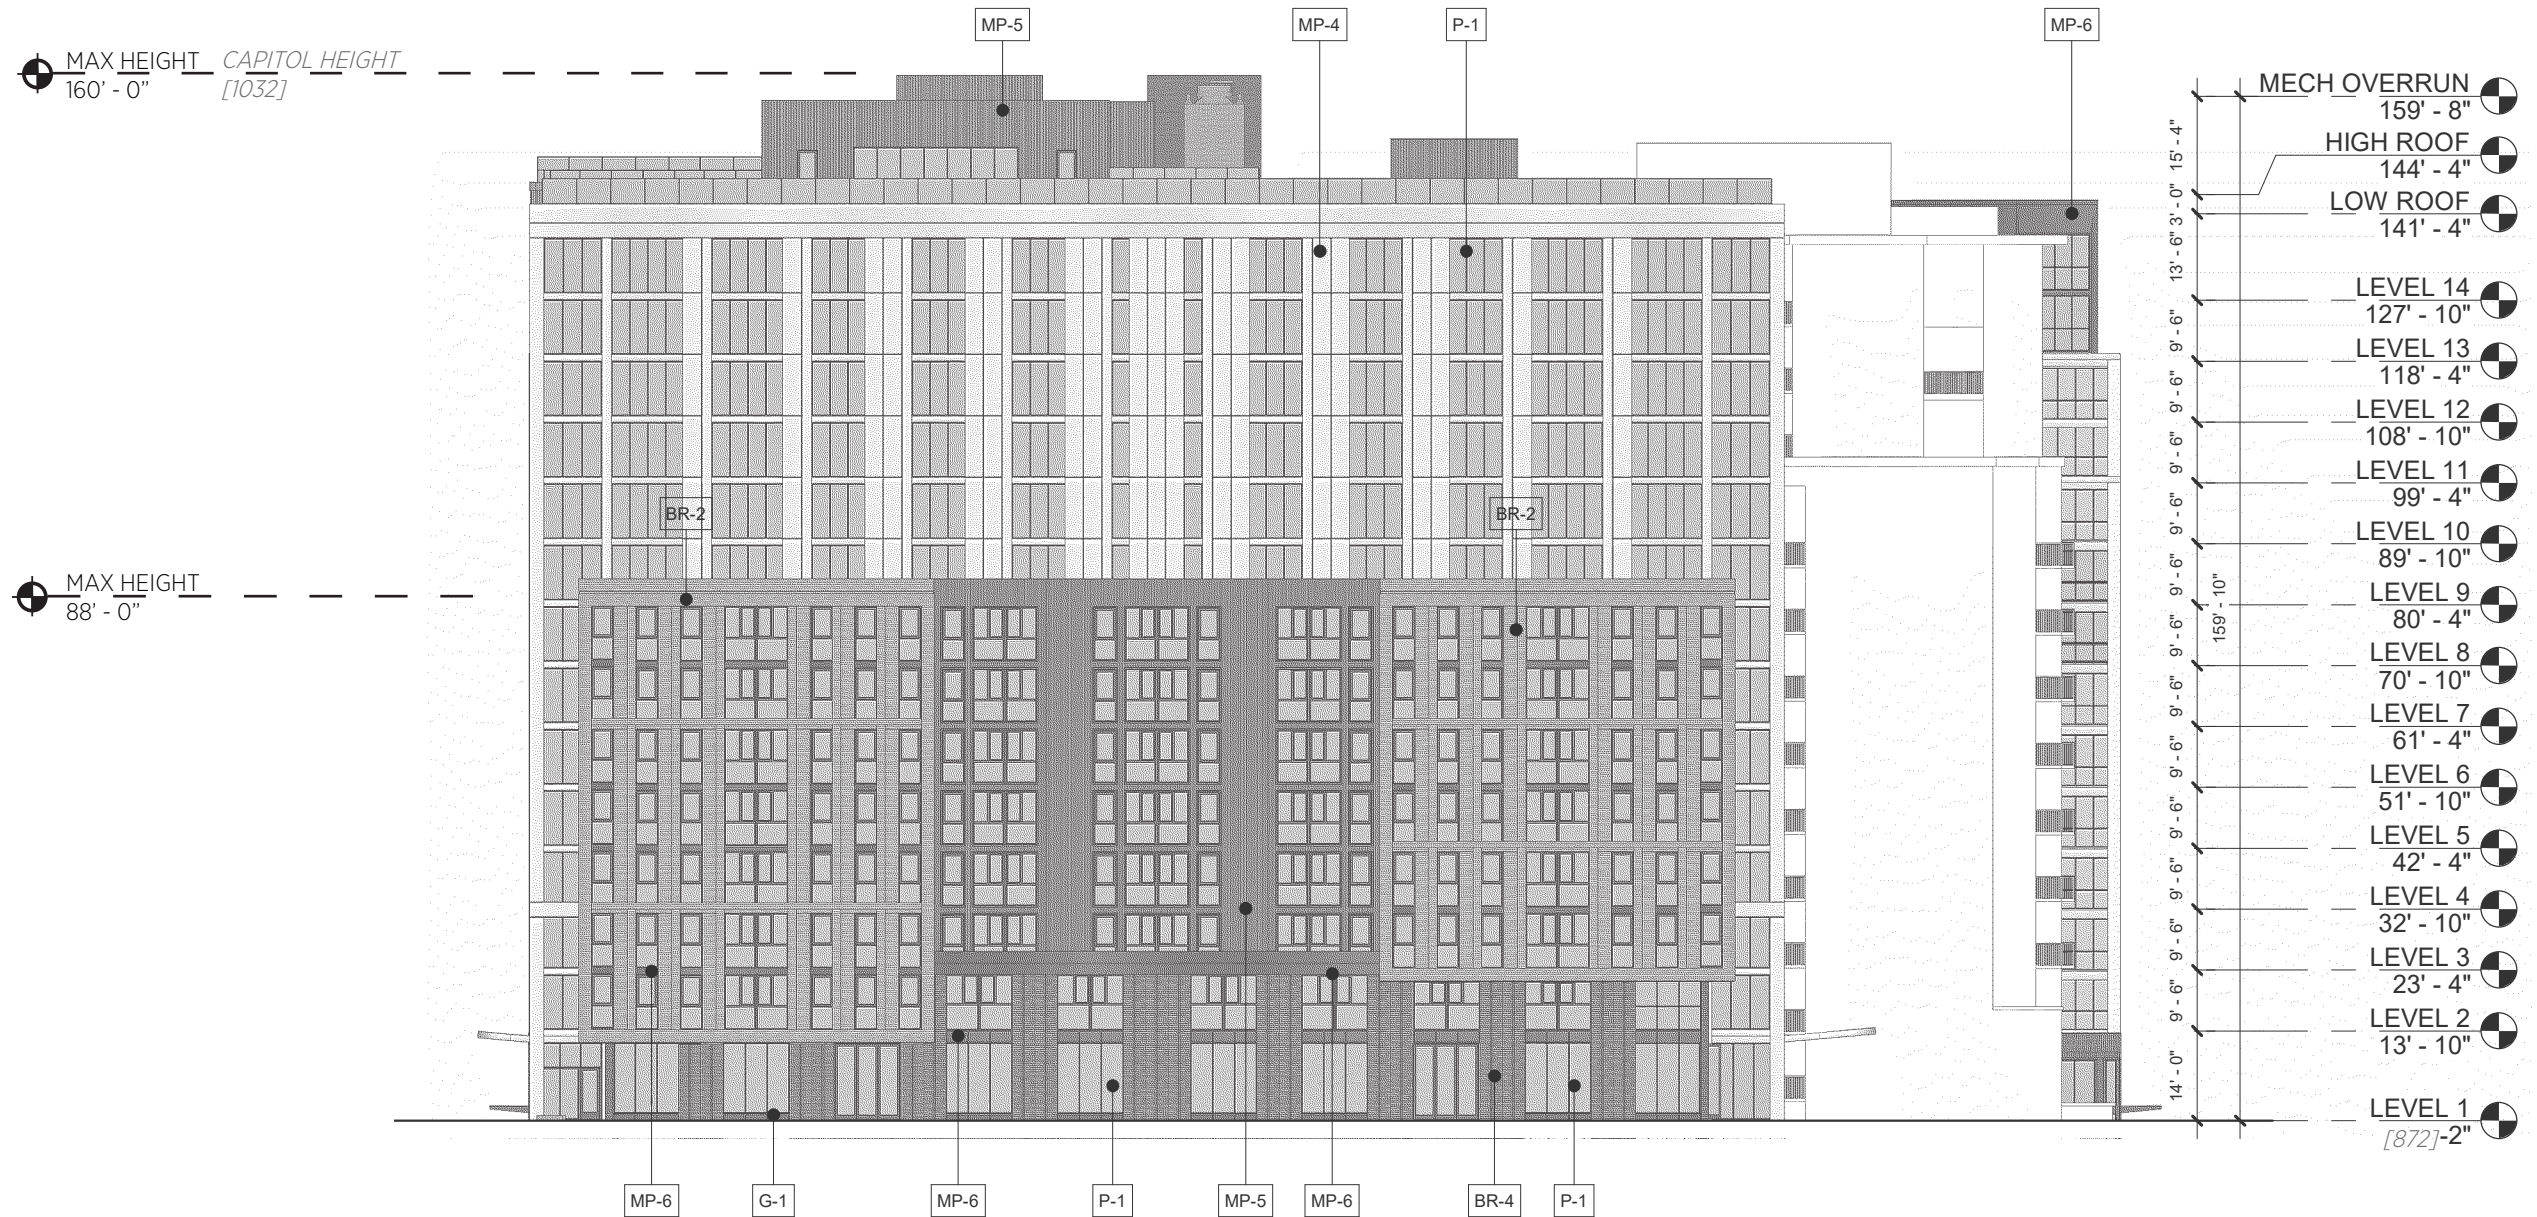 MP-5
MP-4
P-1
MP-6
MAX HEIGHT
160' - 0"
CAPITOL HEIGHT
[1032]
MECH OVERRUN
159' - 8"
HIGH ROOF
144' - 4"
LOW ROOF
141' - 4"
LEVEL 14
127' - 10"
LEVEL 13
118' - 4"
LEVEL 12
108' - 10"
LEVEL 11
99' - 4"
LEVEL 10
89' - 10"
LEVEL 9
80' - 4"
LEVEL 8
70' - 10"
LEVEL 7
61' - 4"
LEVEL 6
51' - 10"
LEVEL 5
42' - 4"
LEVEL 4
32' - 10"
LEVEL 3
23' - 4"
LEVEL 2
13' - 10"
LEVEL 1
[872]-2"
15' - 4"
3' - 0"
13' - 6"
9' - 6"
9' - 6"
9' - 6"
9' - 6"
9' - 6"
9' - 6"
9' - 6"
9' - 6"
9' - 6"
9' - 6"
9' - 6"
9' - 6"
14' - 0"
159' - 10"
BR-2
BR-2
MAX HEIGHT
88' - 0"
MP-6
G-1
MP-6
P-1
MP-5
MP-6
BR-4
P-1